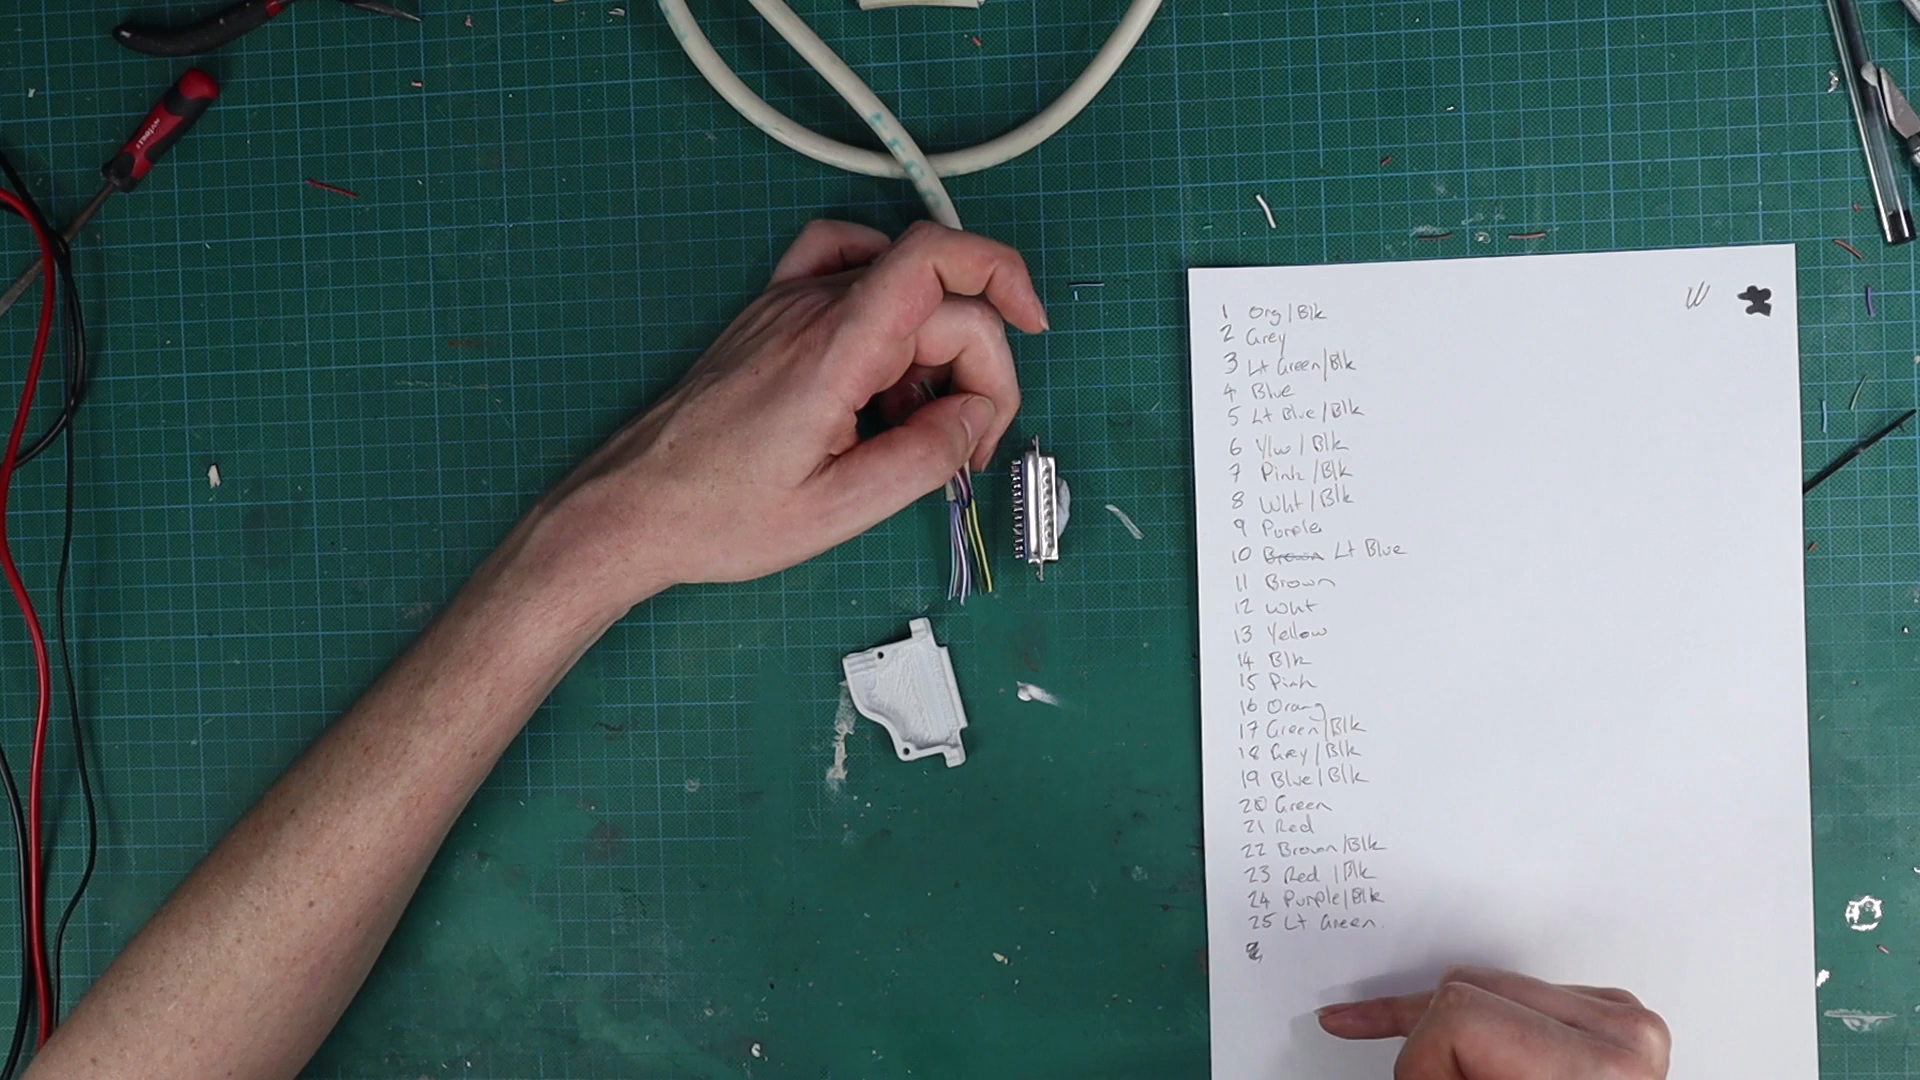 1 Org/Blk
2 Grey
3 Lt Green/Blk
4 Blue
5 Lt Blue/Blk
6 Ylw/Blk
7 Pink/Blk
8 Wht/Blk
9 Purple
10 Brown Lt Blue
11 Brown
12 Wht
13 Yellow
14 Blk
15 Pink
16 Orang
17 Green/Blk
18 Grey/Blk
19 Blue/Blk
20 Green
21 Red
22 Brown/Blk
23 Red/Blk
24 Purple/Blk
25 Lt Green.